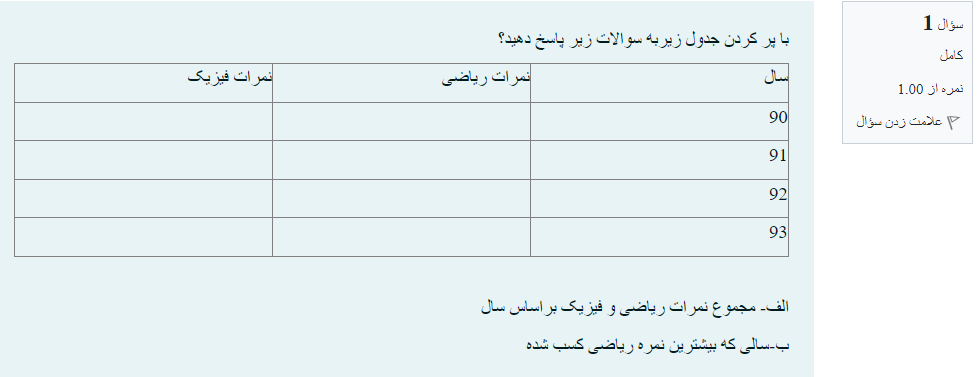 سؤال 1
کامل
نمره از 1.00
علامت زدن سؤال
با پر کردن جدول زیربه سوالات زیر پاسخ دهید؟
سال نمرات ریاضی نمرات فیزیک
90
91
92
93
الف- مجموع نمرات ریاضی و فیزیک براساس سال
ب-سالی که بیشترین نمره ریاضی کسب شده